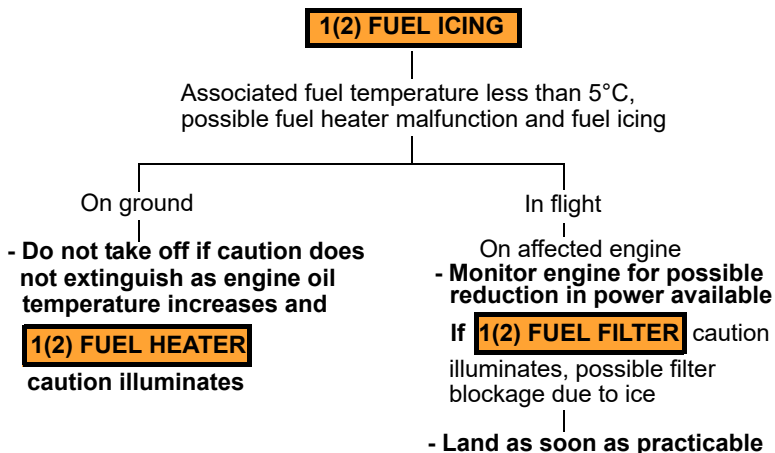 1(2) FUEL ICING
Associated fuel temperature less than 5°C,
possible fuel heater malfunction and fuel icing
On ground
- Do not take off if caution does
not extinguish as engine oil
temperature increases and
1(2) FUEL HEATER
caution illuminates
In flight
On affected engine
- Monitor engine for possible
reduction in power available
If 1(2) FUEL FILTER caution
illuminates, possible filter
blockage due to ice
- Land as soon as practicable